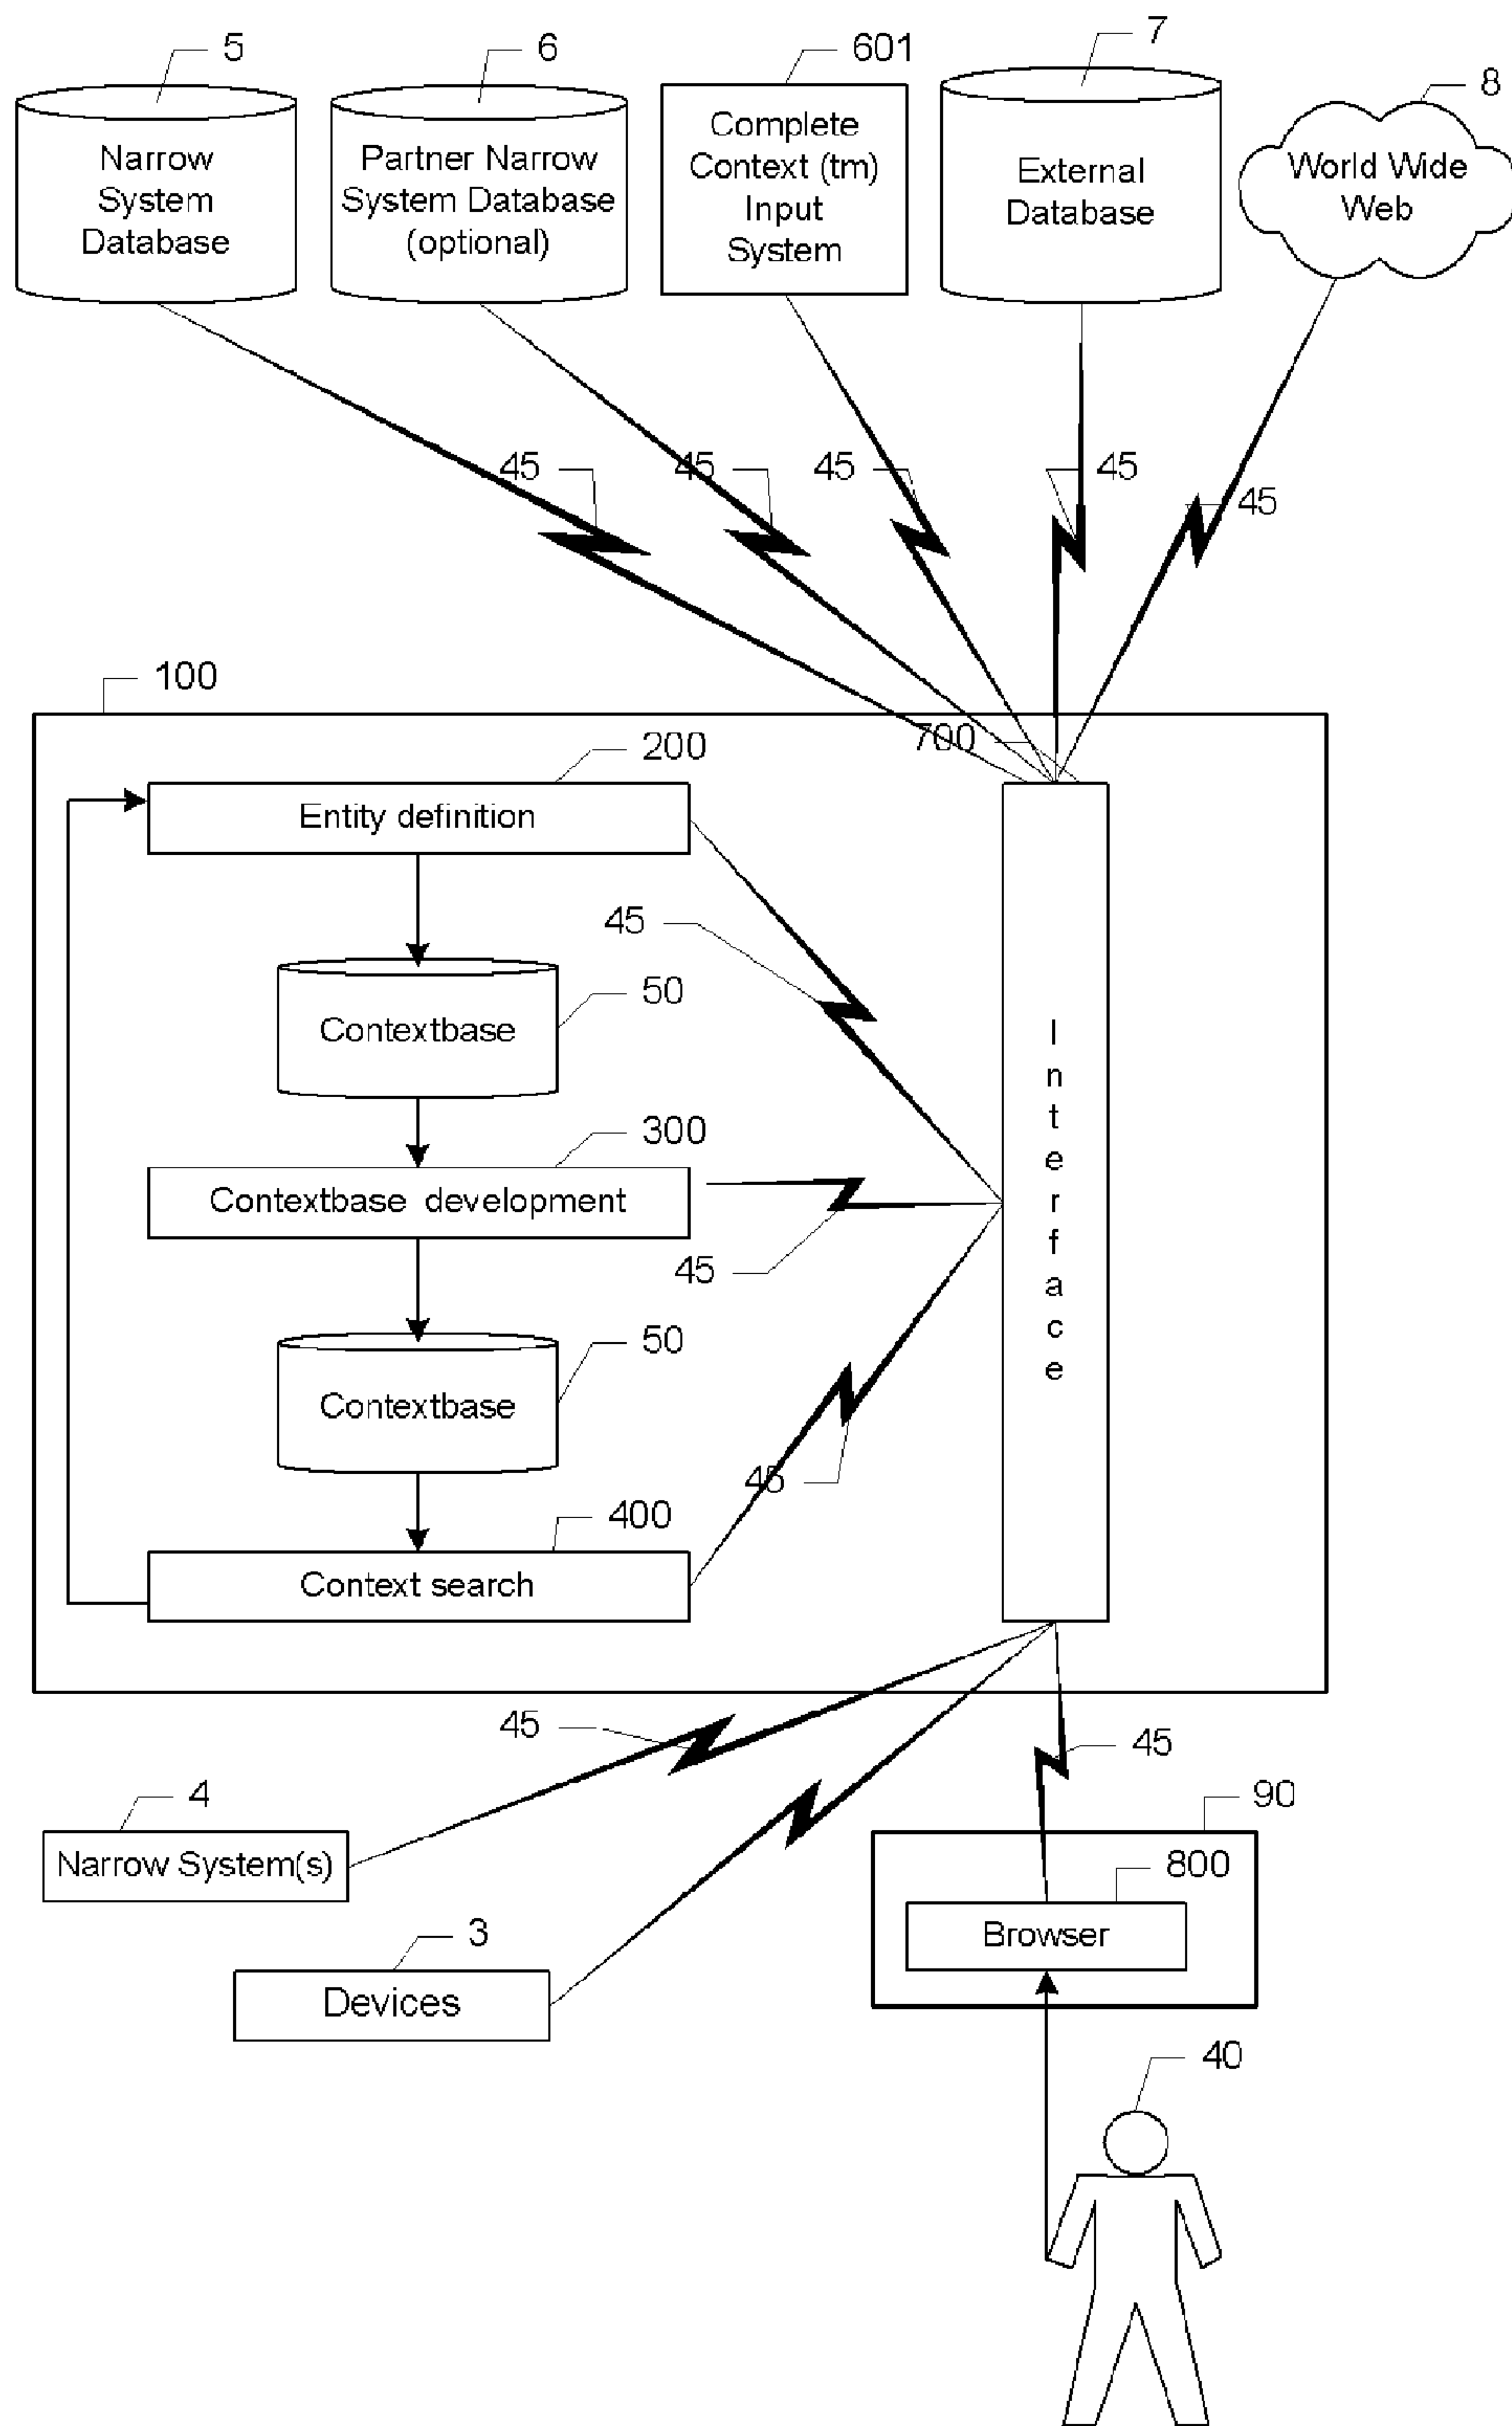 5
6
601
7
8
Narrow
System
Database
Partner Narrow
System Database
(optional)
Complete
Context (tm)
Input
System
External
Database
World Wide
Web
45
45
45
45
45
100
700
200
Entity definition
45
50
Contextbase
Interface
300
Contextbase development
45
50
Contextbase
45
400
Context search
45
45
4
Narrow System(s)
90
800
Browser
3
Devices
40